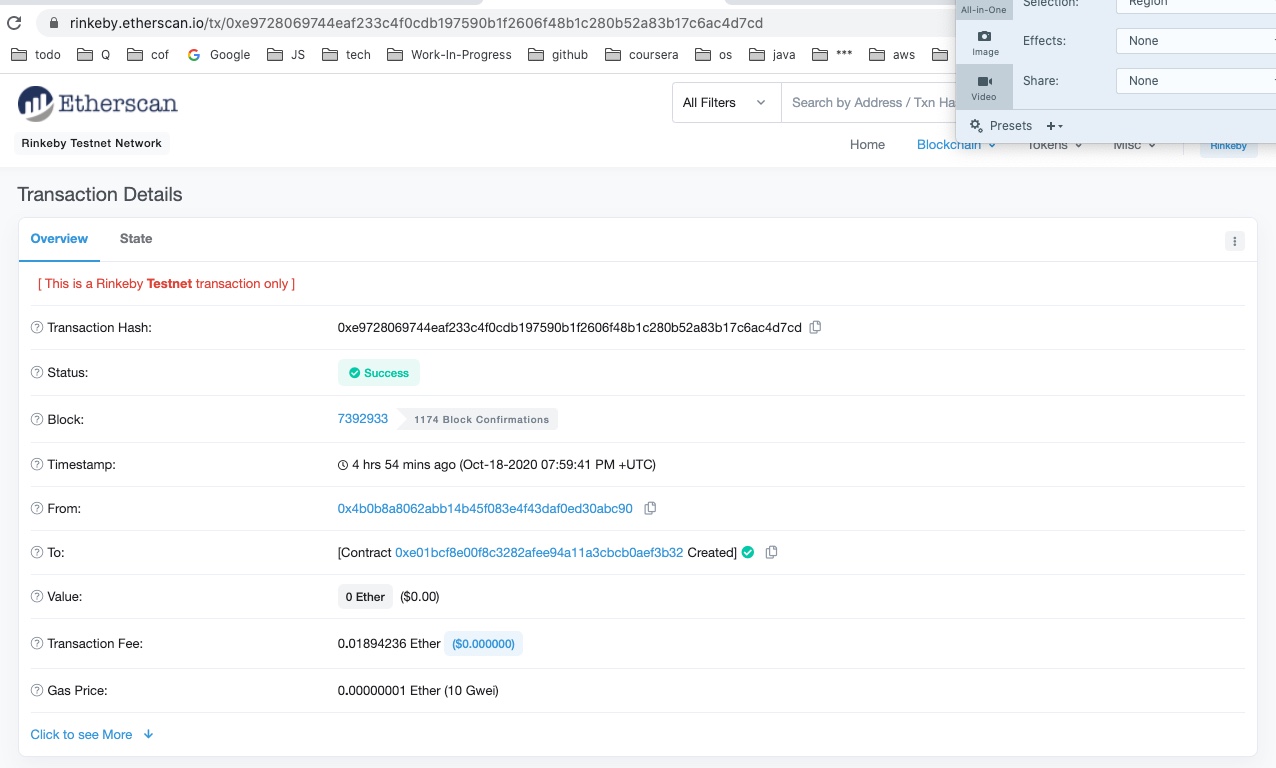 rinkeby.etherscan.io/tx/0xe9728069744eaf233c4f0cdb197590b1f2606f48b1c280b52a83b17c6ac4d7cd
All-in-One Selection: Region
Image Effects: None
Video Share: None
Presets
todo Q cof Google JS tech Work-In-Progress github coursera os java *** aws
Etherscan
All Filters Search by Address / Txn Ha
Rinkeby Testnet Network
Home Blockchain Tokens Misc Rinkeby
Transaction Details
Overview State
[ This is a Rinkeby Testnet transaction only ]
Transaction Hash: 0xe9728069744eaf233c4f0cdb197590b1f2606f48b1c280b52a83b17c6ac4d7cd
Status: Success
Block: 7392933 1174 Block Confirmations
Timestamp: 4 hrs 54 mins ago (Oct-18-2020 07:59:41 PM +UTC)
From: 0x4b0b8a8062abb14b45f083e4f43daf0ed30abc90
To: [Contract 0xe01bcf8e00f8c3282afee94a11a3cbcb0aef3b32 Created]
Value: 0 Ether ($0.00)
Transaction Fee: 0.01894236 Ether ($0.000000)
Gas Price: 0.00000001 Ether (10 Gwei)
Click to see More